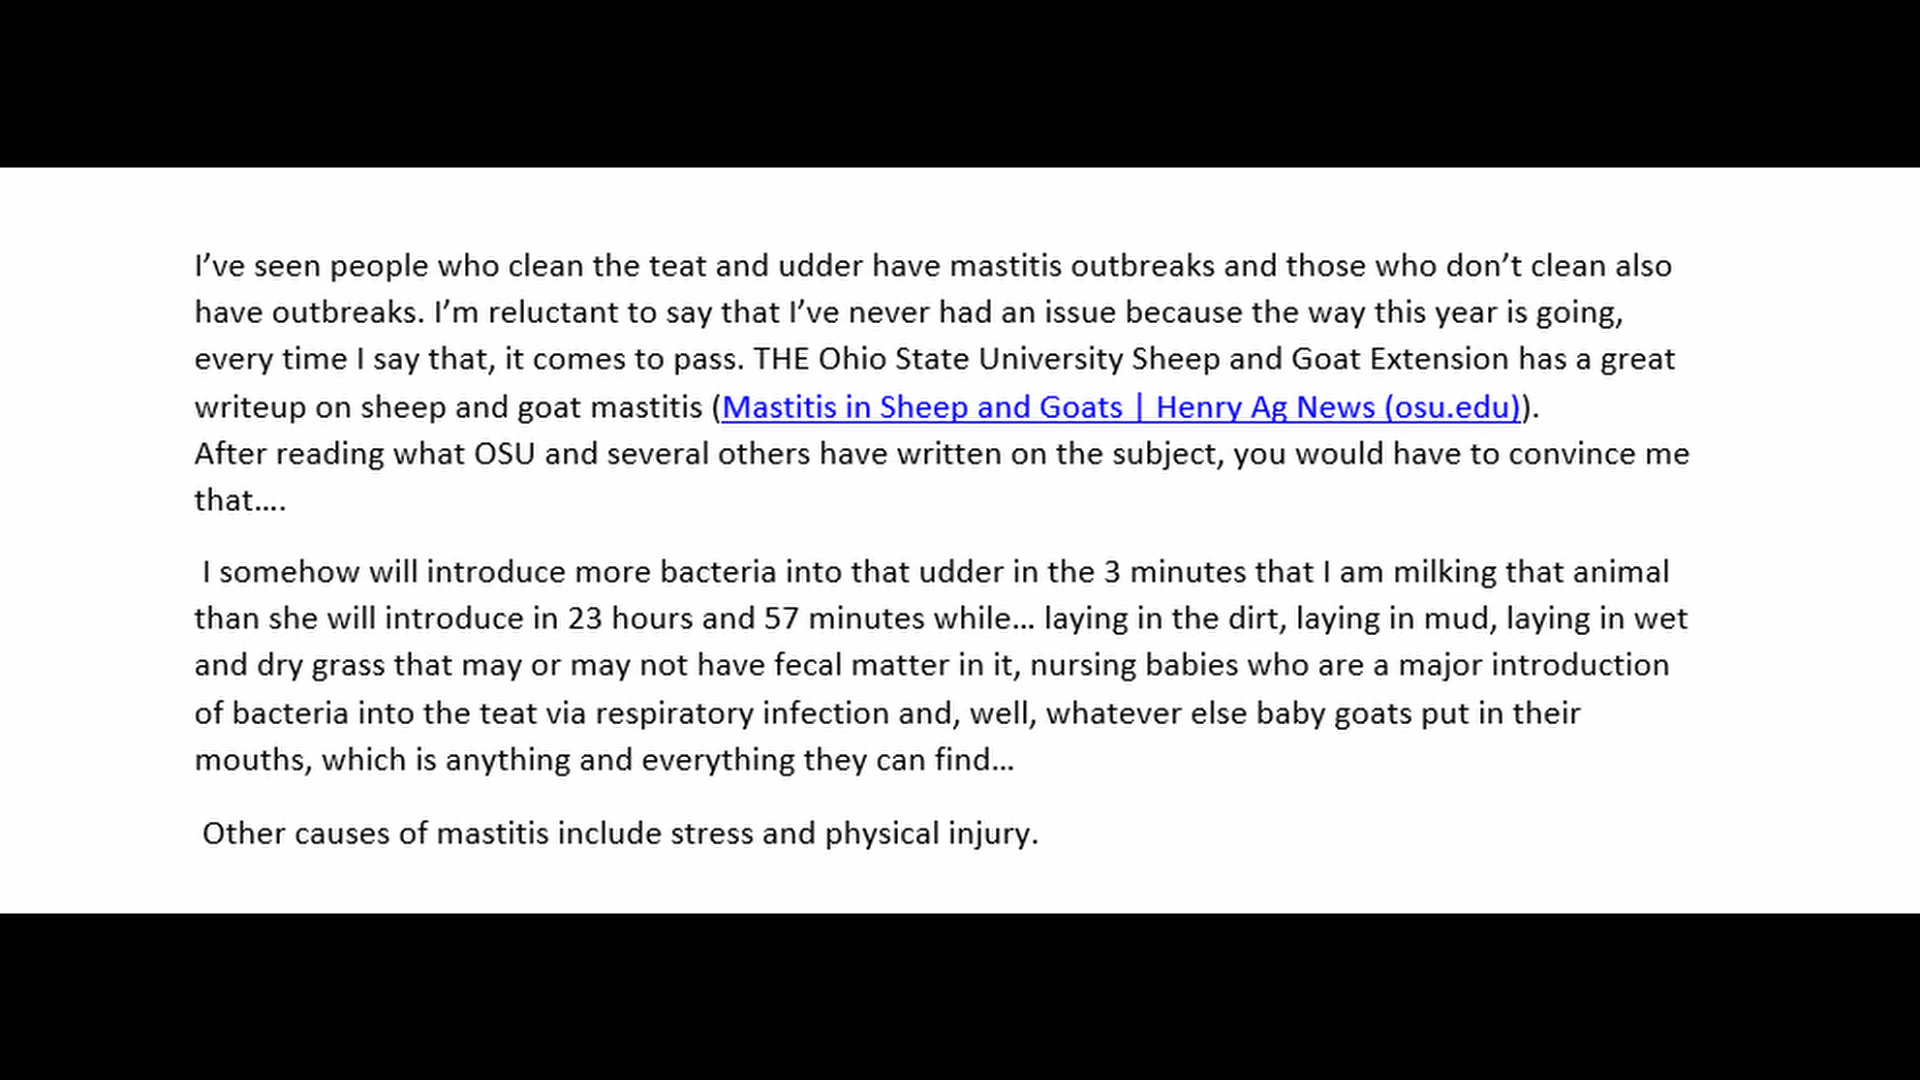 I’ve seen people who clean the teat and udder have mastitis outbreaks and those who don’t clean also
have outbreaks. I’m reluctant to say that I’ve never had an issue because the way this year is going,
every time I say that, it comes to pass. THE Ohio State University Sheep and Goat Extension has a great
writeup on sheep and goat mastitis (Mastitis in Sheep and Goats | Henry Ag News (osu.edu)).
After reading what OSU and several others have written on the subject, you would have to convince me
that….
I somehow will introduce more bacteria into that udder in the 3 minutes that I am milking that animal
than she will introduce in 23 hours and 57 minutes while… laying in the dirt, laying in mud, laying in wet
and dry grass that may or may not have fecal matter in it, nursing babies who are a major introduction
of bacteria into the teat via respiratory infection and, well, whatever else baby goats put in their
mouths, which is anything and everything they can find…
Other causes of mastitis include stress and physical injury.